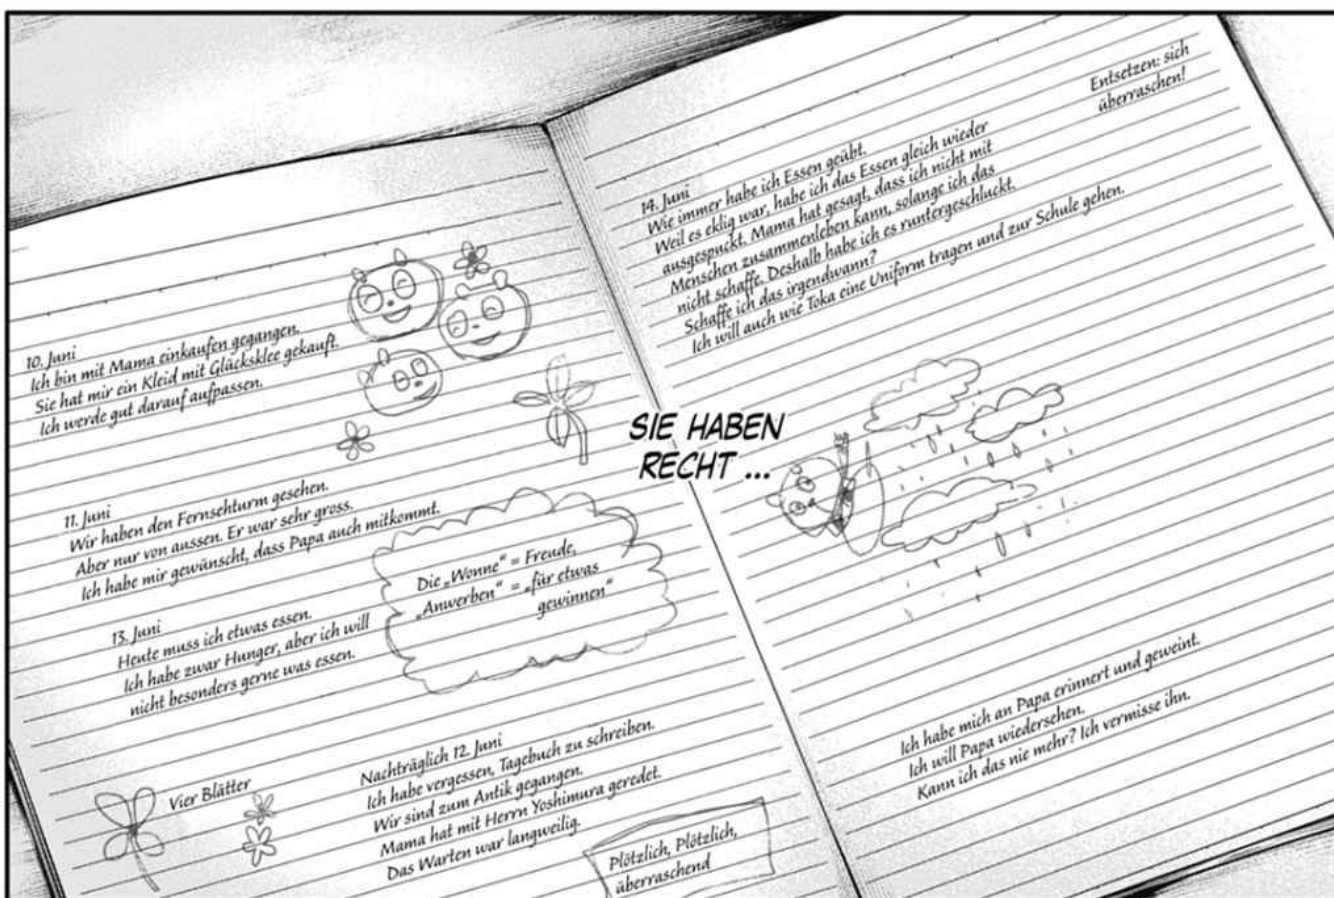 10. Juni
Ich bin mit Mama einkaufen gegangen.
Sie hat mir ein Kleid mit Glücksklee gekauft.
Ich werde gut darauf aufpassen.
11. Juni
Wir haben den Fernsehturm gesehen.
Aber nur von aussen. Er war sehr gross.
Ich habe mir gewünscht, dass Papa auch mitkommt.
Die „Wonne“ = Freude,
„Anwerben“ = „für etwas
gewinnen“
13. Juni
Heute muss ich etwas essen.
Ich habe zwar Hunger, aber ich will
nicht besonders gerne was essen.
Vier Blätter
Nachträglich 12. Juni
Ich habe vergessen, Tagebuch zu schreiben.
Wir sind zum Antik gegangen.
Mama hat mit Herrn Yoshimura geredet.
Das Warten war langweilig.
Plötzlich, Plötzlich,
überraschend
SIE HABEN
RECHT ...
Entsetzen: sich
überraschen!
14. Juni
Wie immer habe ich Essen geübt.
Weil es eklig war, habe ich das Essen gleich wieder
ausgespuckt. Mama hat gesagt, dass ich nicht mit
Menschen zusammenleben kann, solange ich das
nicht schaffe. Deshalb habe ich es runtergeschluckt.
Schaffe ich das irgendwann?
Ich will auch wie Toka eine Uniform tragen und zur Schule gehen.
Ich habe mich an Papa erinnert und geweint.
Ich will Papa wiedersehen.
Kann ich das nie mehr? Ich vermisse ihn.